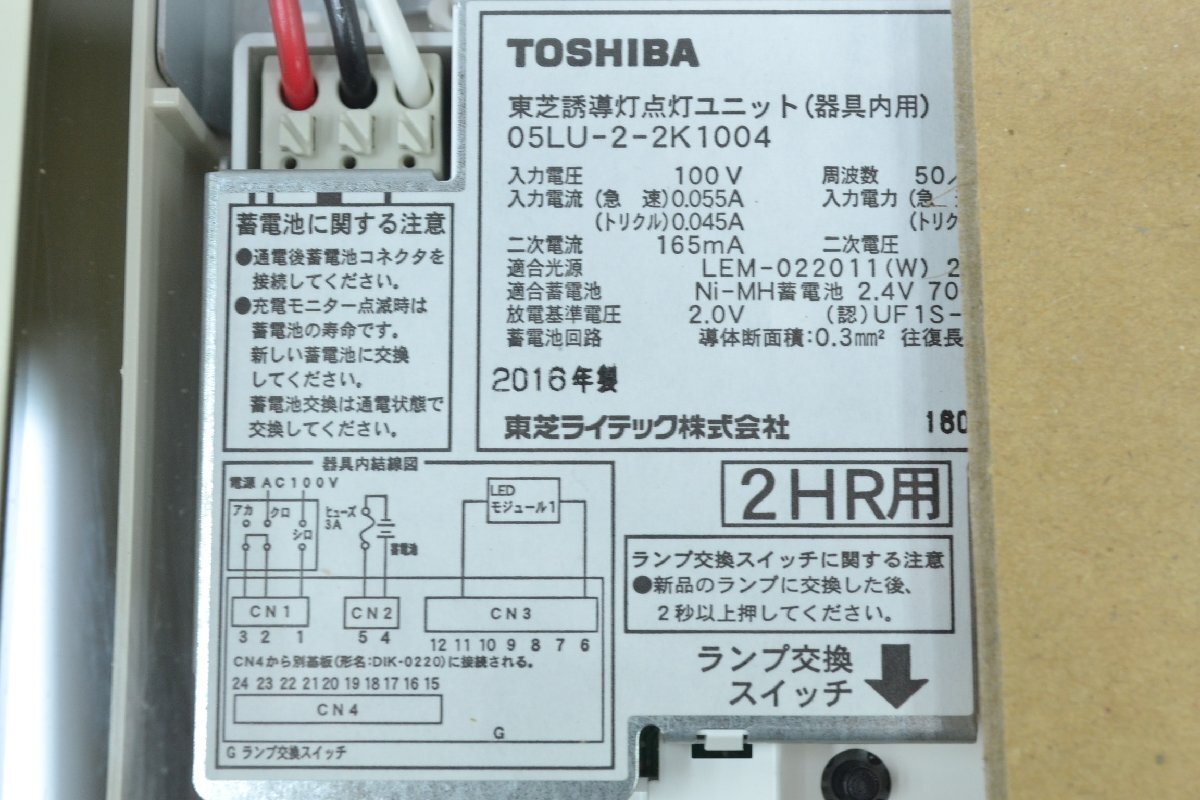 TOSHIBA
東芝誘導灯点灯ユニット(器具内用)
05LU-2-2K1004
入力電圧 100V 周波数 50/
入力電流 (急 速)0.055A 入力電力 (急
(トリクル)0.045A (トリク
二次電流 165mA 二次電圧
適合光源 LEM-022011(W) 2
適合蓄電池 Ni-MH蓄電池 2.4V 70
放電基準電圧 2.0V (認)UF1S-
蓄電池回路 導体断面積:0.3mm² 往復長
2016年製
東芝ライテック株式会社 160
蓄電池に関する注意
●通電後蓄電池コネクタを
接続してください。
●充電モニター点滅時は
蓄電池の寿命です。
新しい蓄電池に交換
してください。
蓄電池交換は通電状態で
交換してください。
器具内結線図
電源 AC100V
アカ クロ シロ
ヒューズ
3A
蓄電池
LED
モジュール1
CN1 CN2 CN3
3 2 1 5 4 12 11 10 9 8 7 6
CN4から別基板(形名:DIK-0220)に接続される。
24 23 22 21 20 19 18 17 16 15
CN4
G
G ランプ交換スイッチ
2HR用
ランプ交換スイッチに関する注意
●新品のランプに交換した後、
2秒以上押してください。
ランプ交換
スイッチ